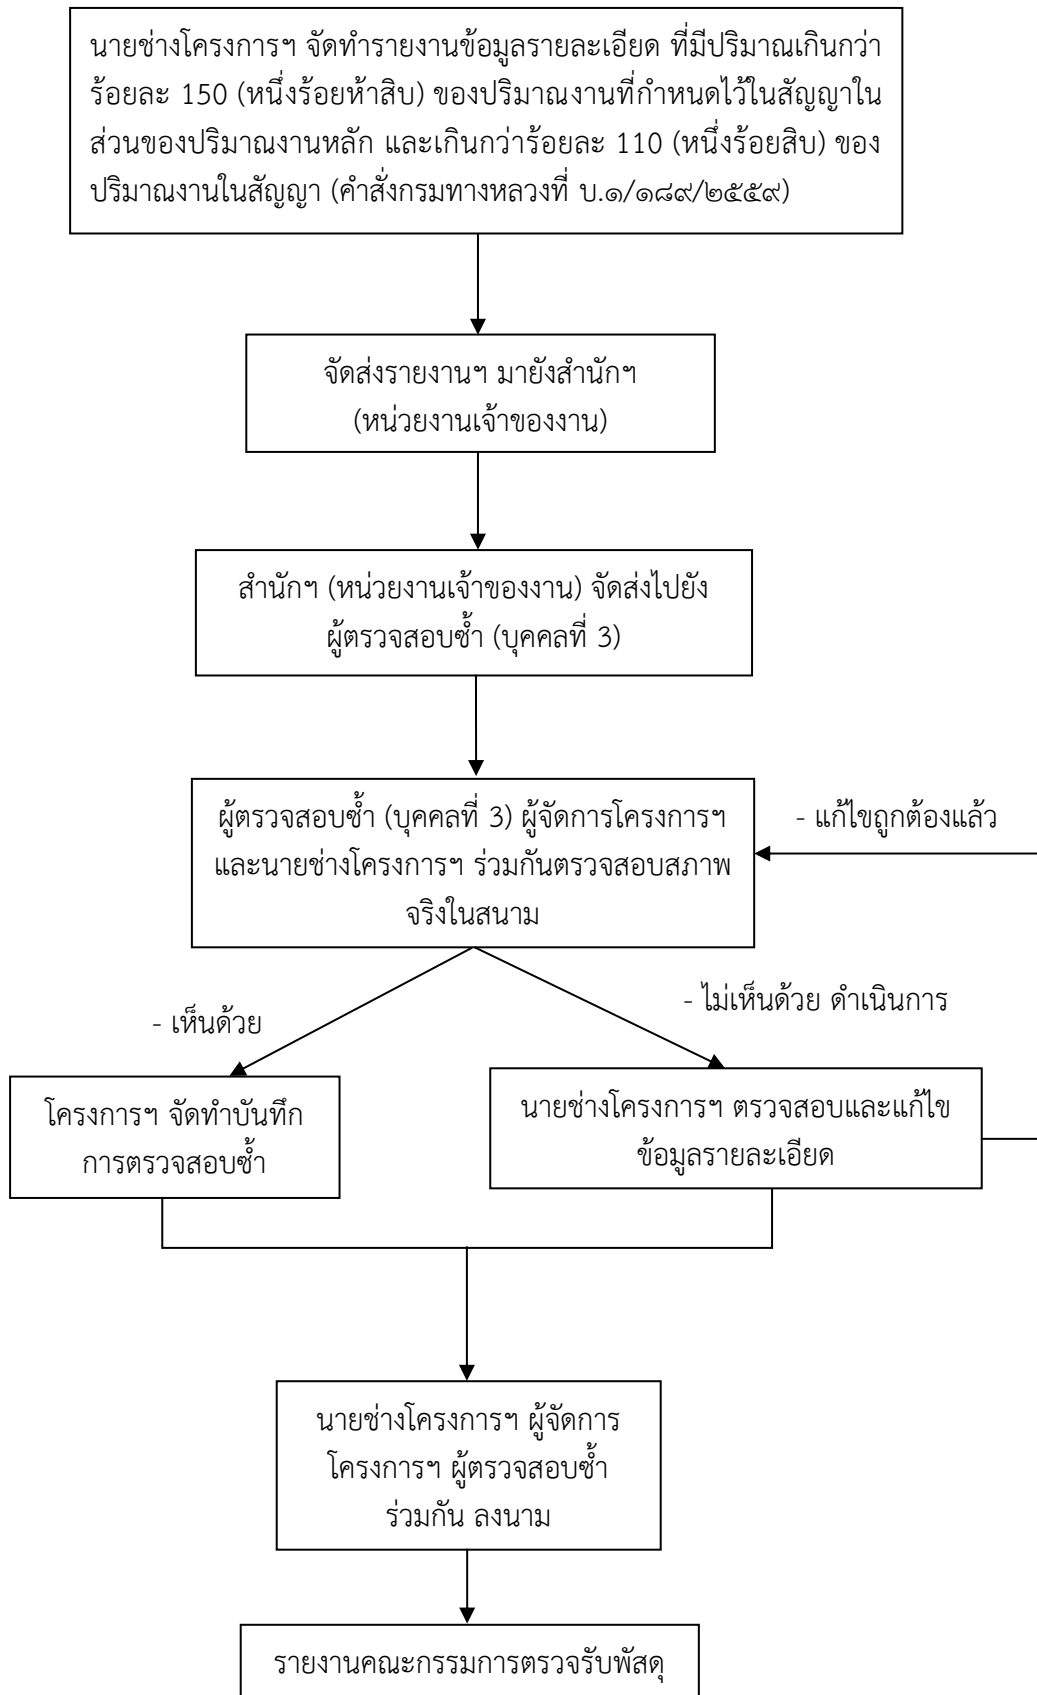 นายช่างโครงการฯ จัดทำรายงานข้อมูลรายละเอียด ที่มีปริมาณเกินกว่า
ร้อยละ 150 (หนึ่งร้อยห้าสิบ) ของปริมาณงานที่กำหนดไว้ในสัญญาใน
ส่วนของปริมาณงานหลัก และเกินกว่าร้อยละ 110 (หนึ่งร้อยสิบ) ของ
ปริมาณงานในสัญญา (คำสั่งกรมทางหลวงที่ บ.๑/๑๘๙/๒๕๕๙)
จัดส่งรายงานฯ มายังสำนักฯ
(หน่วยงานเจ้าของงาน)
สำนักฯ (หน่วยงานเจ้าของงาน) จัดส่งไปยัง
ผู้ตรวจสอบซ้ำ (บุคคลที่ 3)
ผู้ตรวจสอบซ้ำ (บุคคลที่ 3) ผู้จัดการโครงการฯ
และนายช่างโครงการฯ ร่วมกันตรวจสอบสภาพ
จริงในสนาม
- แก้ไขถูกต้องแล้ว
- เห็นด้วย
- ไม่เห็นด้วย ดำเนินการ
โครงการฯ จัดทำบันทึก
การตรวจสอบซ้ำ
นายช่างโครงการฯ ตรวจสอบและแก้ไข
ข้อมูลรายละเอียด
นายช่างโครงการฯ ผู้จัดการ
โครงการฯ ผู้ตรวจสอบซ้ำ
ร่วมกัน ลงนาม
รายงานคณะกรรมการตรวจรับพัสดุ